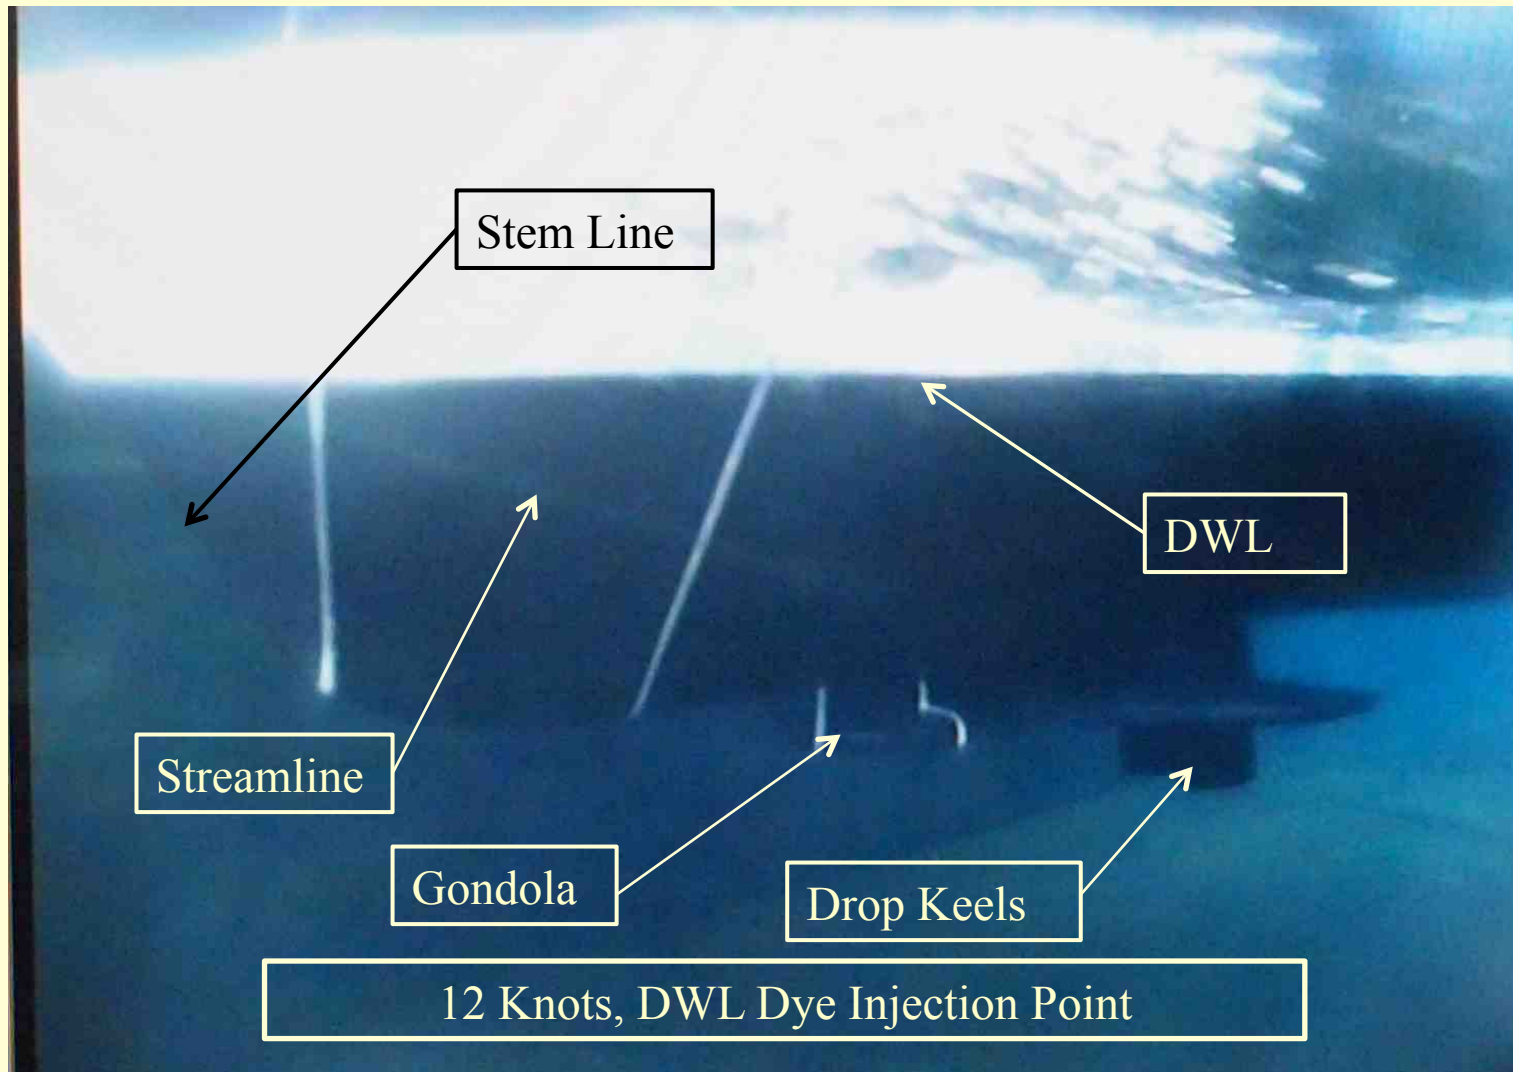 Stem Line
DWL
Streamline
Gondola
Drop Keels
12 Knots, DWL Dye Injection Point